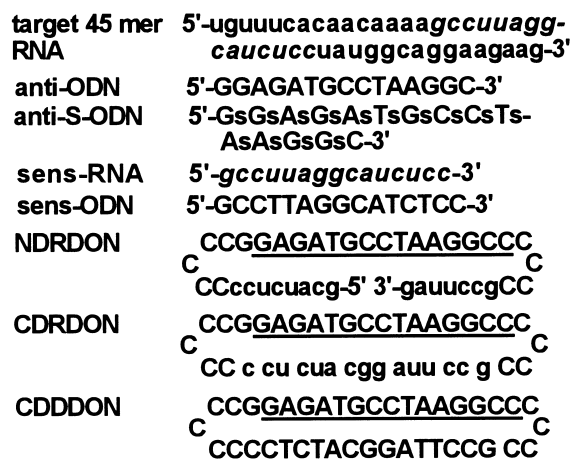 target 45 mer 5'-uguuucacaacaaaagccuuagg-
RNA caucuccuauggcaggaagaag-3'
anti-ODN 5'-GGAGATGCCTAAGGC-3'
anti-S-ODN 5'-GsGsAsGsAsTsGsCsCsTs-
AsAsGsGsC-3'
sens-RNA 5'-gccuuaggcaucucc-3'
sens-ODN 5'-GCCTTAGGCATCTCC-3'
NDRDON CCGGAGATGCCTAAGGCCC
C C
CCccucuacg-5' 3'-gauuccgCC
CDRDON CCGGAGATGCCTAAGGCCC
C C
CC c cu cua cgg auu cc g CC
CDDDON CCGGAGATGCCTAAGGCCC
C C
CCCCTCTACGGATTCCG CC